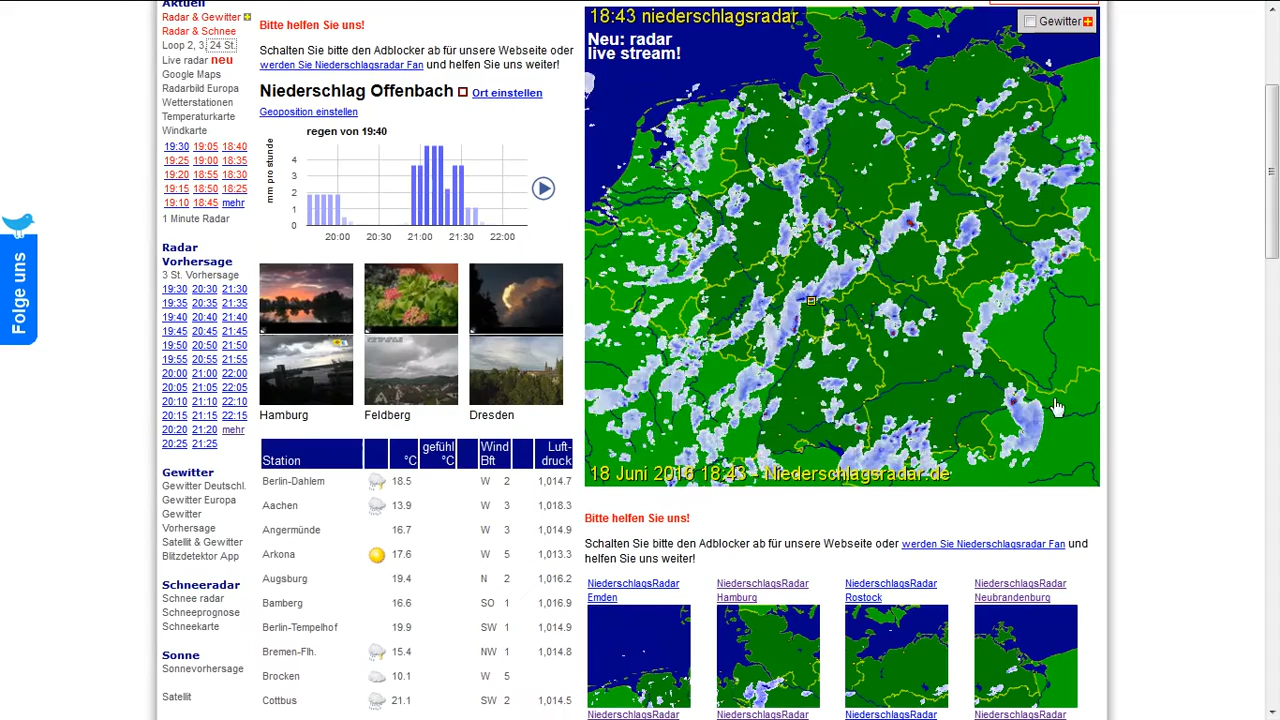 Aktuell
Radar & Gewitter
Radar & Schnee
Loop 2, 3, 24 St.
Live radar neu
Google Maps
Radarbild Europa
Wetterstationen
Temperaturkarte
Windkarte
19:30 19:05 18:40
19:25 19:00 18:35
19:20 18:55 18:30
19:15 18:50 18:25
19:10 18:45 mehr
1 Minute Radar
Radar
Vorhersage
3 St. Vorhersage
19:30 20:30 21:30
19:35 20:35 21:35
19:40 20:40 21:40
19:45 20:45 21:45
19:50 20:50 21:50
19:55 20:55 21:55
20:00 21:00 22:00
20:05 21:05 22:05
20:10 21:10 22:10
20:15 21:15 22:15
20:20 21:20 mehr
20:25 21:25
Gewitter
Gewitter Deutschl.
Gewitter Europa
Gewitter
Vorhersage
Satellit & Gewitter
Blitzdetektor App
Schneeradar
Schnee radar
Schneeprognose
Schneekarte
Sonne
Sonnevorhersage
Satellit
Folge uns
Bitte helfen Sie uns!
Schalten Sie bitte den Adblocker ab für unsere Webseite oder
werden Sie Niederschlagsradar Fan und helfen Sie uns weiter!
Niederschlag Offenbach Ort einstellen
Geoposition einstellen
regen von 19:40
mm pro stunde
4
3
2
1
0
20:00 20:30 21:00 21:30 22:00
Hamburg Feldberg Dresden
Station °C gefühl °C Wind Bft Luft-druck
Berlin-Dahlem 18.5 W 2 1,014.7
Aachen 13.9 W 3 1,018.3
Angermünde 16.7 W 3 1,014.9
Arkona 17.6 W 5 1,013.3
Augsburg 19.4 N 2 1,016.2
Bamberg 16.6 SO 1 1,016.9
Berlin-Tempelhof 19.9 SW 1 1,014.9
Bremen-Flh. 15.4 NW 1 1,014.8
Brocken 10.1 W 5
Cottbus 21.1 SW 2 1,014.5
18:43 niederschlagsradar
Gewitter
Neu: radar
live stream!
18 Juni 2016 18:43 - Niederschlagsradar.de
Bitte helfen Sie uns!
Schalten Sie bitte den Adblocker ab für unsere Webseite oder werden Sie Niederschlagsradar Fan und
helfen Sie uns weiter!
NiederschlagsRadar NiederschlagsRadar NiederschlagsRadar NiederschlagsRadar
Emden Hamburg Rostock Neubrandenburg
NiederschlagsRadar NiederschlagsRadar NiederschlagsRadar NiederschlagsRadar